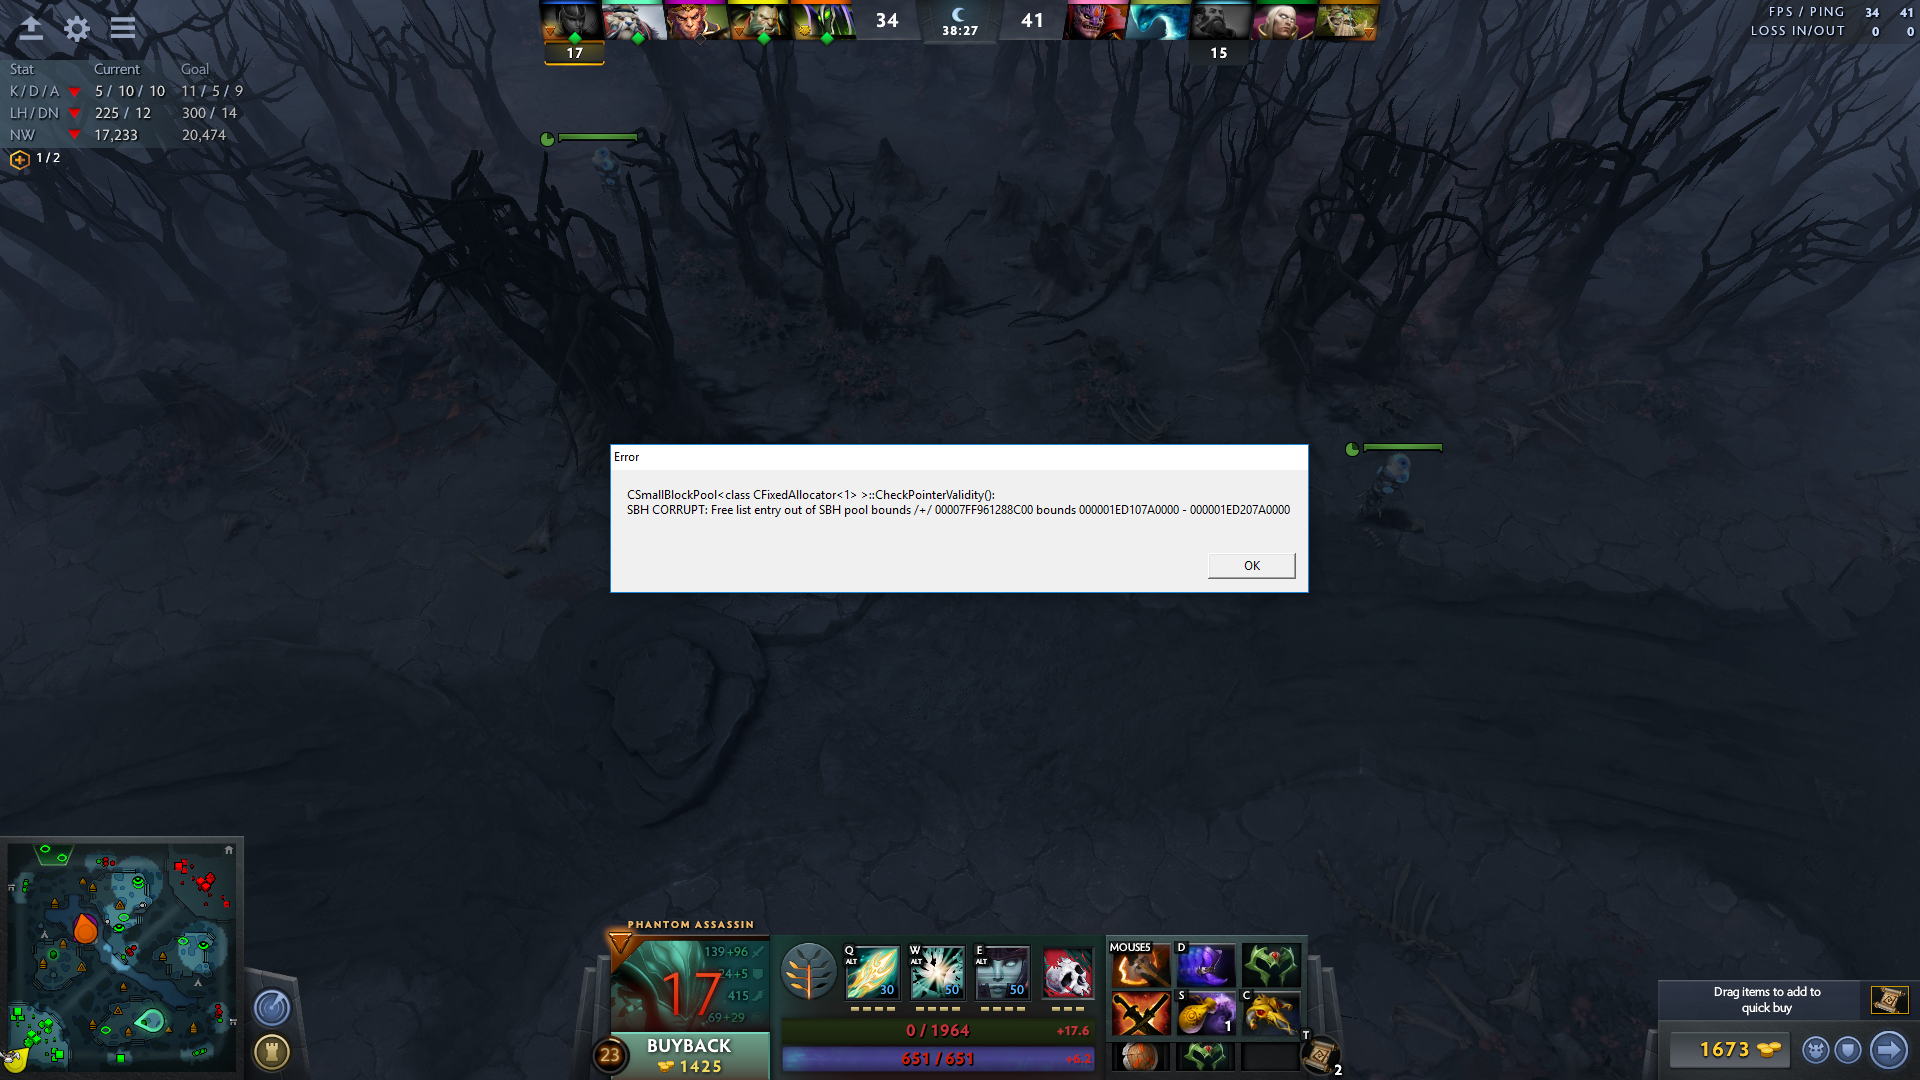 34
38:27
41
FPS / PING 34 41
LOSS IN/OUT 0 0
17
15
Stat Current Goal
K / D / A 5 / 10 / 10 11 / 5 / 9
LH / DN 225 / 12 300 / 14
NW 17,233 20,474
1 / 2
Error
CSmallBlockPool<class CFixedAllocator<1> >::CheckPointerValidity():
SBH CORRUPT: Free list entry out of SBH pool bounds /+/ 00007FF961288C00 bounds 000001ED107A0000 - 000001ED207A0000
OK
PHANTOM ASSASSIN
139+96
24+5
415
69+29
17
BUYBACK
1425
23
Q
ALT
30
W
ALT
50
E
ALT
50
0 / 1964 +17.6
651 / 651 +6.2
MOUSE5
D
S
1
C
T
2
Drag items to add to
quick buy
1673